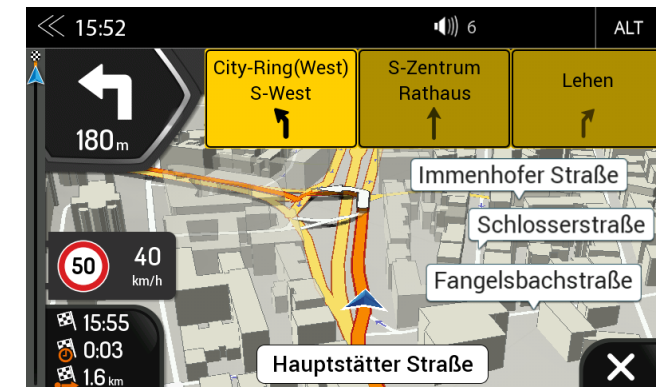 15:52
6
ALT
City-Ring(West)
S-West
S-Zentrum
Rathaus
Lehen
180 m
Immenhofer Straße
Schlosserstraße
Fangelsbachstraße
50
40
km/h
15:55
0:03
1.6 km
Hauptstätter Straße